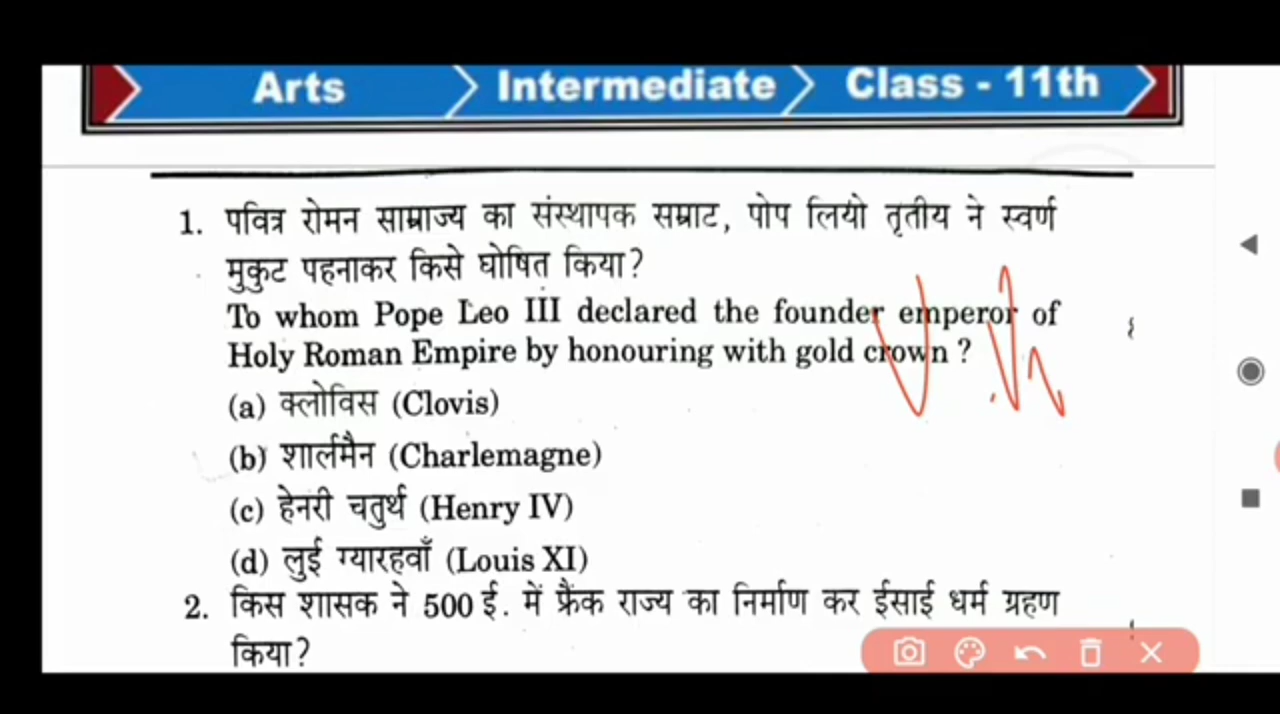 Arts Intermediate Class - 11th
1. पवित्र रोमन साम्राज्य का संस्थापक सम्राट, पोप लियो तृतीय ने स्वर्ण
मुकुट पहनाकर किसे घोषित किया?
To whom Pope Leo III declared the founder emperor of
Holy Roman Empire by honouring with gold crown ?
(a) क्लोविस (Clovis)
(b) शार्लमैन (Charlemagne)
(c) हेनरी चतुर्थ (Henry IV)
(d) लुई ग्यारहवाँ (Louis XI)
2. किस शासक ने 500 ई. में फ्रैंक राज्य का निर्माण कर ईसाई धर्म ग्रहण
किया?